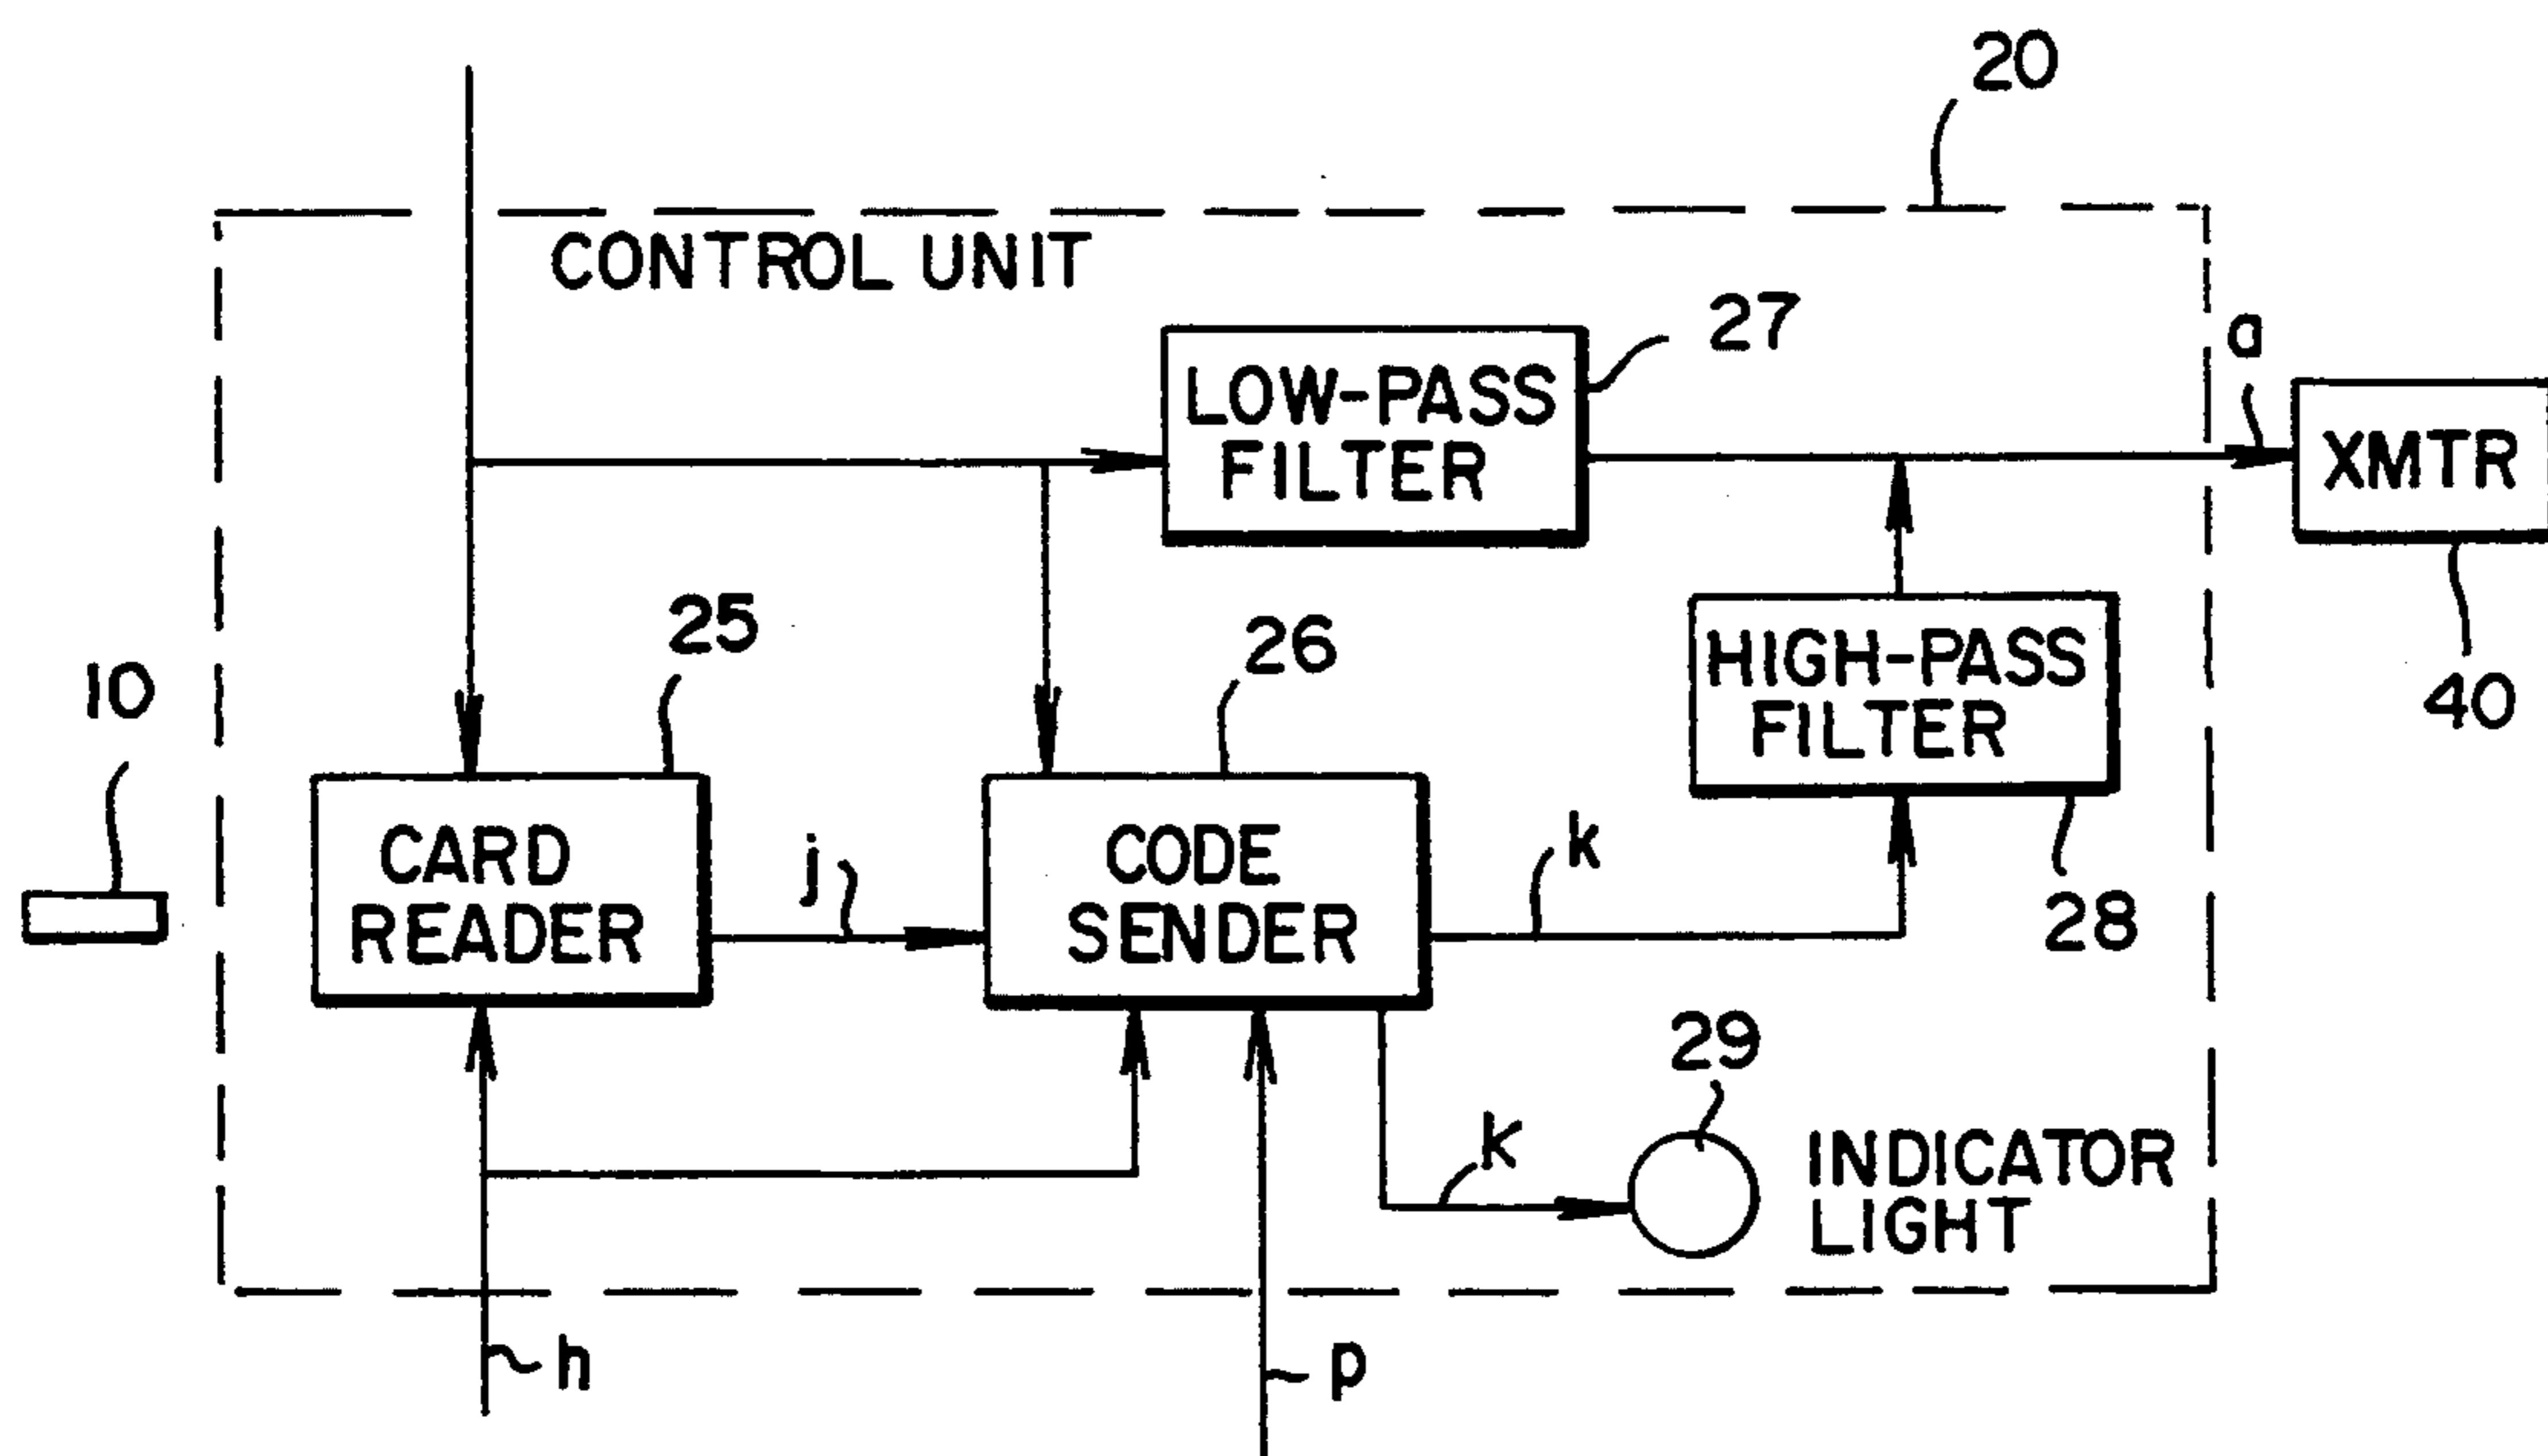 20
CONTROL UNIT
27
a
LOW-PASS
FILTER
XMTR
25
26
HIGH-PASS
FILTER
10
40
j
k
CARD
READER
CODE
SENDER
28
29
k
INDICATOR
LIGHT
h
p